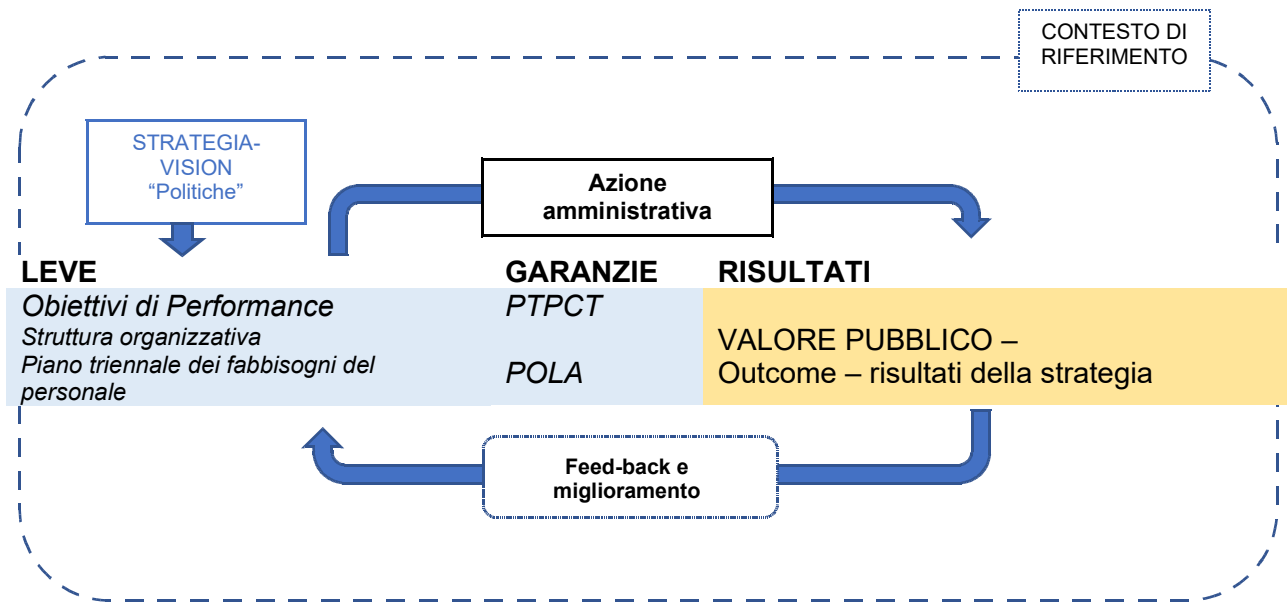 CONTESTO DI
RIFERIMENTO
STRATEGIA-
VISION
“Politiche”
Azione
amministrativa
LEVE
GARANZIE
RISULTATI
Obiettivi di Performance
Struttura organizzativa
Piano triennale dei fabbisogni del
personale
PTPCT
POLA
VALORE PUBBLICO –
Outcome – risultati della strategia
Feed-back e
miglioramento